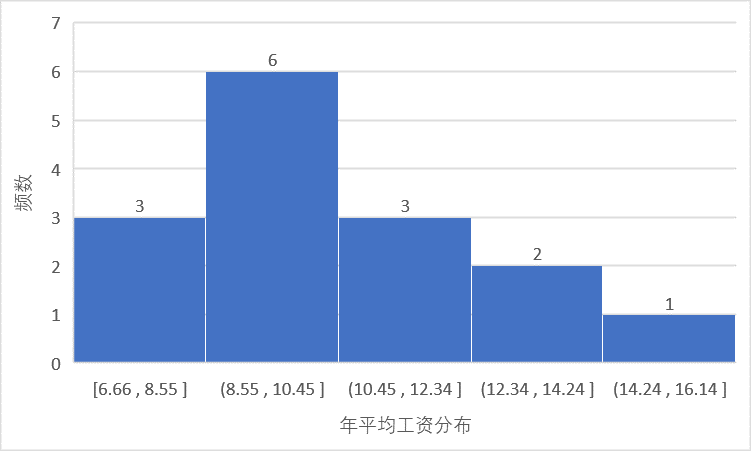 7
6
5
4
3
2
1
0
频数
3
6
3
2
1
[6.66 , 8.55 ]
(8.55 , 10.45 ]
(10.45 , 12.34 ]
(12.34 , 14.24 ]
(14.24 , 16.14 ]
年平均工资分布